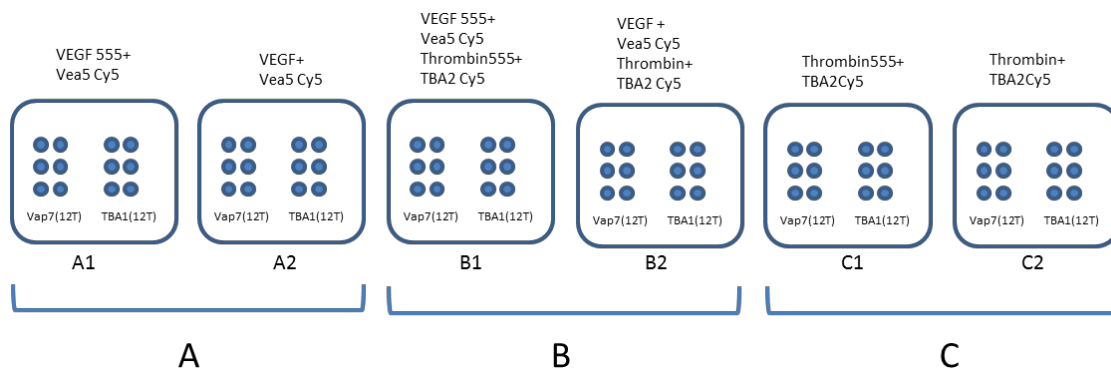 VEGF 555+
Vea5 Cy5
VEGF+
Vea5 Cy5
VEGF 555+
Vea5 Cy5
Thrombin555+
TBA2 Cy5
VEGF +
Vea5 Cy5
Thrombin+
TBA2 Cy5
Thrombin555+
TBA2Cy5
Thrombin+
TBA2Cy5
Vap7(12T) TBA1(12T)
Vap7(12T) TBA1(12T)
Vap7(12T) TBA1(12T)
Vap7(12T) TBA1(12T)
Vap7(12T) TBA1(12T)
Vap7(12T) TBA1(12T)
A1 A2 B1 B2 C1 C2
A B C